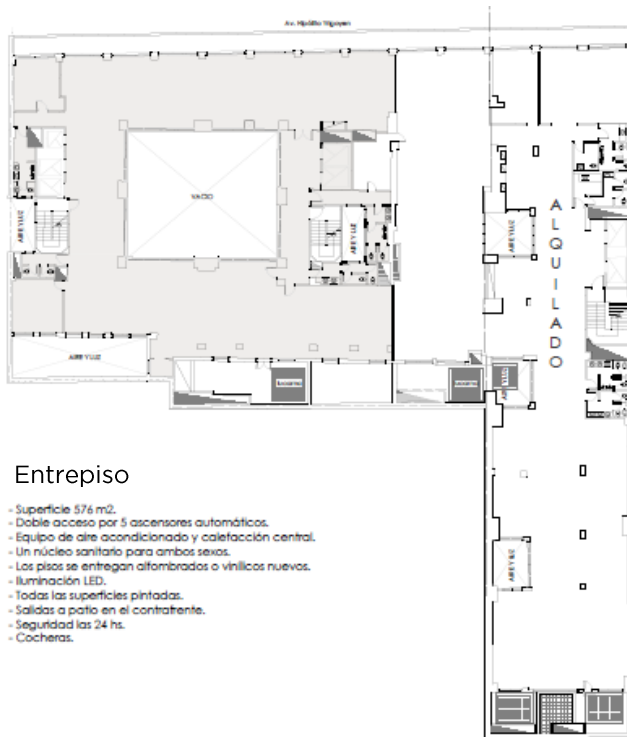 Av. Hipólito Yrigoyen
VACIO
AIRE Y LUZ
AIRE Y LUZ
AIRE Y LUZ
AIRE Y LUZ
AIRE Y LUZ
AIRE Y LUZ
ALQUILADO
Entrepiso
- Superficie 576 m2.
- Doble acceso por 5 ascensores automáticos.
- Equipo de aire acondicionado y calefacción central.
- Un núcleo sanitario para ambos sexos.
- Los pisos se entregan alfombrados o vinílicos nuevos.
- Iluminación LED.
- Todas las superficies pintadas.
- Salidas a patio en el contrafrente.
- Seguridad las 24 hs.
- Cocheras.